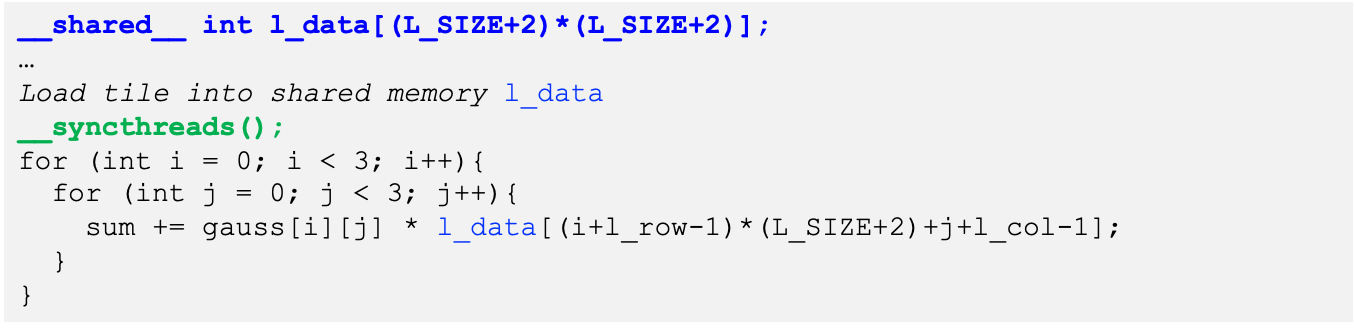 __shared__ int l_data[(L_SIZE+2)*(L_SIZE+2)];
…
Load tile into shared memory l_data
__syncthreads();
for (int i = 0; i < 3; i++){
  for (int j = 0; j < 3; j++){
    sum += gauss[i][j] * l_data[(i+l_row-1)*(L_SIZE+2)+j+l_col-1];
  }
}